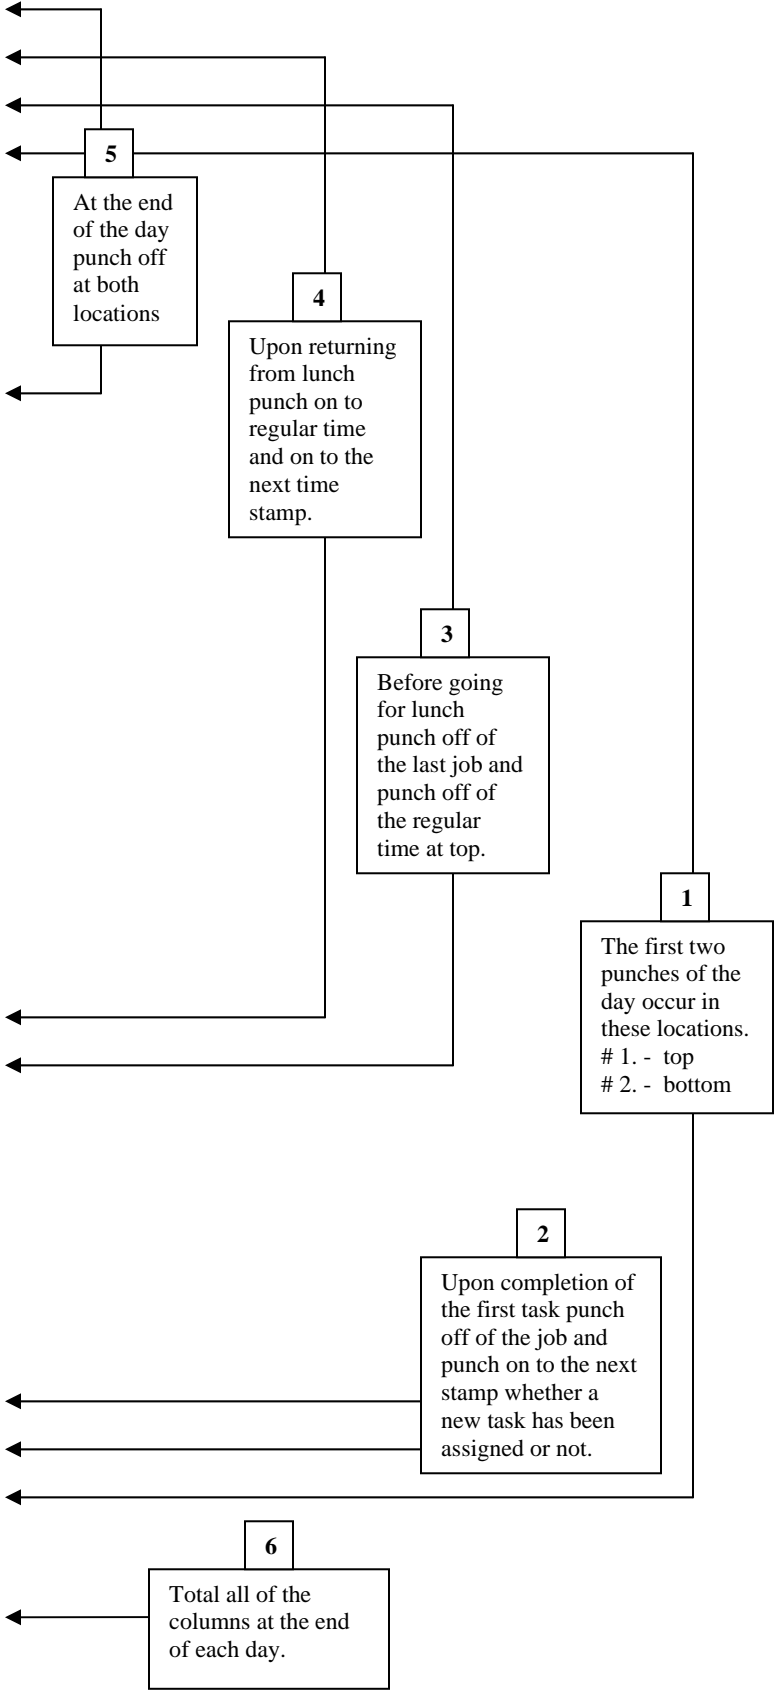 5
At the end
of the day
punch off
at both
locations
4
Upon returning
from lunch
punch on to
regular time
and on to the
next time
stamp.
3
Before going
for lunch
punch off of
the last job and
punch off of
the regular
time at top.
1
The first two
punches of the
day occur in
these locations.
# 1. -  top
# 2. -  bottom
2
Upon completion of
the first task punch
off of the job and
punch on to the next
stamp whether a
new task has been
assigned or not.
6
Total all of the
columns at the end
of each day.